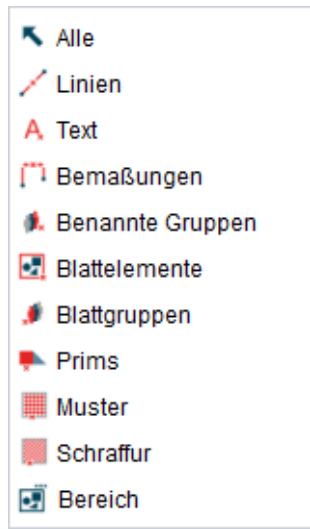 Alle
Linien
Text
Bemaßungen
Benannte Gruppen
Blattelemente
Blattgruppen
Prims
Muster
Schraffur
Bereich